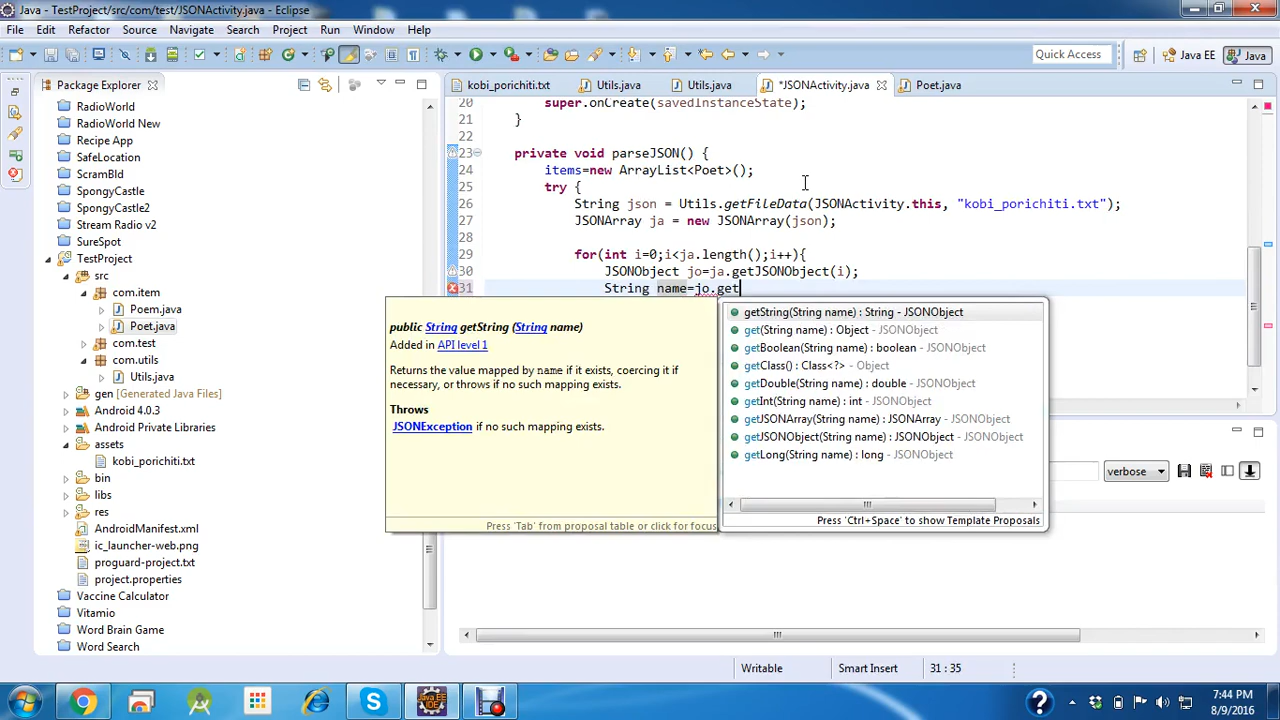 Java - TestProject/src/com/test/JSONActivity.java - Eclipse
File Edit Refactor Source Navigate Search Project Run Window Help
Quick Access Java EE Java
Package Explorer
kobi_porichiti.txt Utils.java Utils.java *JSONActivity.java Poet.java
RadioWorld
RadioWorld New
Recipe App
SafeLocation
ScramBld
SpongyCastle
SpongyCastle2
Stream Radio v2
SureSpot
TestProject
src
com.item
Poem.java
Poet.java
com.test
com.utils
Utils.java
gen [Generated Java Files]
Android 4.0.3
Android Private Libraries
assets
kobi_porichiti.txt
bin
libs
res
AndroidManifest.xml
ic_launcher-web.png
proguard-project.txt
project.properties
Vaccine Calculator
Vitamio
Word Brain Game
Word Search
20 super.onCreate(savedInstanceState);
21 }
22
23 private void parseJSON() {
24 items=new ArrayList<Poet>();
25 try {
26 String json = Utils.getFileData(JSONActivity.this, "kobi_porichiti.txt");
27 JSONArray ja = new JSONArray(json);
28
29 for(int i=0;i<ja.length();i++){
30 JSONObject jo=ja.getJSONObject(i);
31 String name=jo.get
public String getString (String name)
Added in API level 1
Returns the value mapped by name if it exists, coercing it if
necessary, or throws if no such mapping exists.
Throws
JSONException if no such mapping exists.
Press 'Tab' from proposal table or click for focus
getString(String name) : String - JSONObject
get(String name) : Object - JSONObject
getBoolean(String name) : boolean - JSONObject
getClass() : Class<?> - Object
getDouble(String name) : double - JSONObject
getInt(String name) : int - JSONObject
getJSONArray(String name) : JSONArray - JSONObject
getJSONObject(String name) : JSONObject - JSONObject
getLong(String name) : long - JSONObject
Press 'Ctrl+Space' to show Template Proposals
verbose
Writable Smart Insert 31 : 35
7:44 PM
8/9/2016